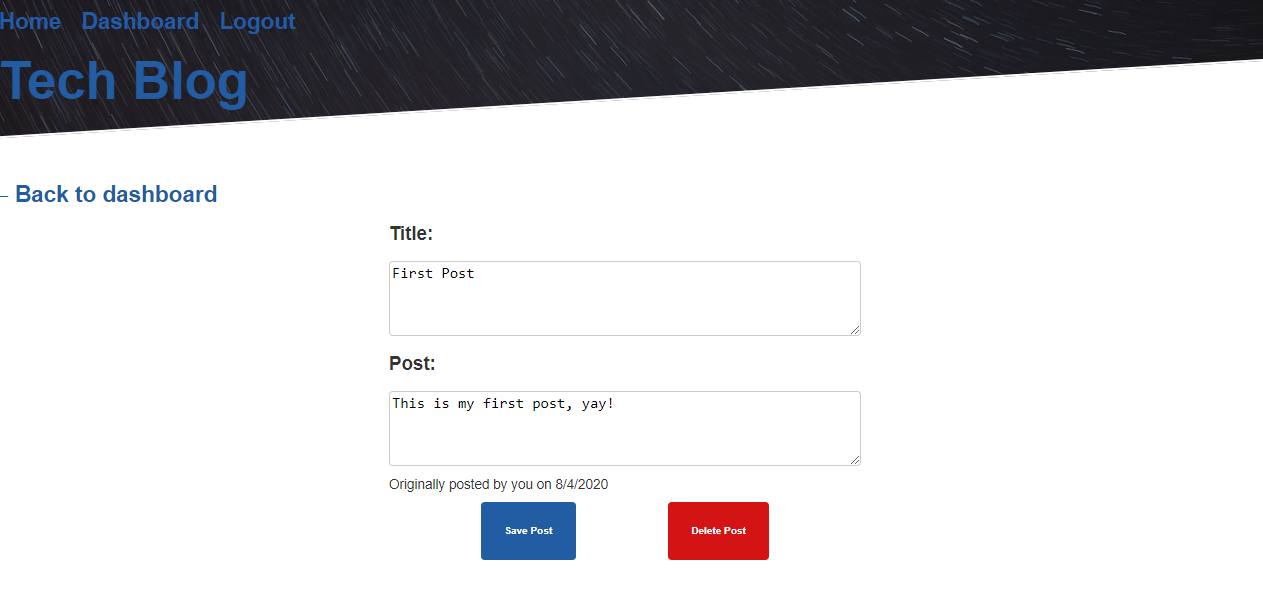 Home Dashboard Logout
Tech Blog
– Back to dashboard
Title:
First Post
Post:
This is my first post, yay!
Originally posted by you on 8/4/2020
Save Post Delete Post